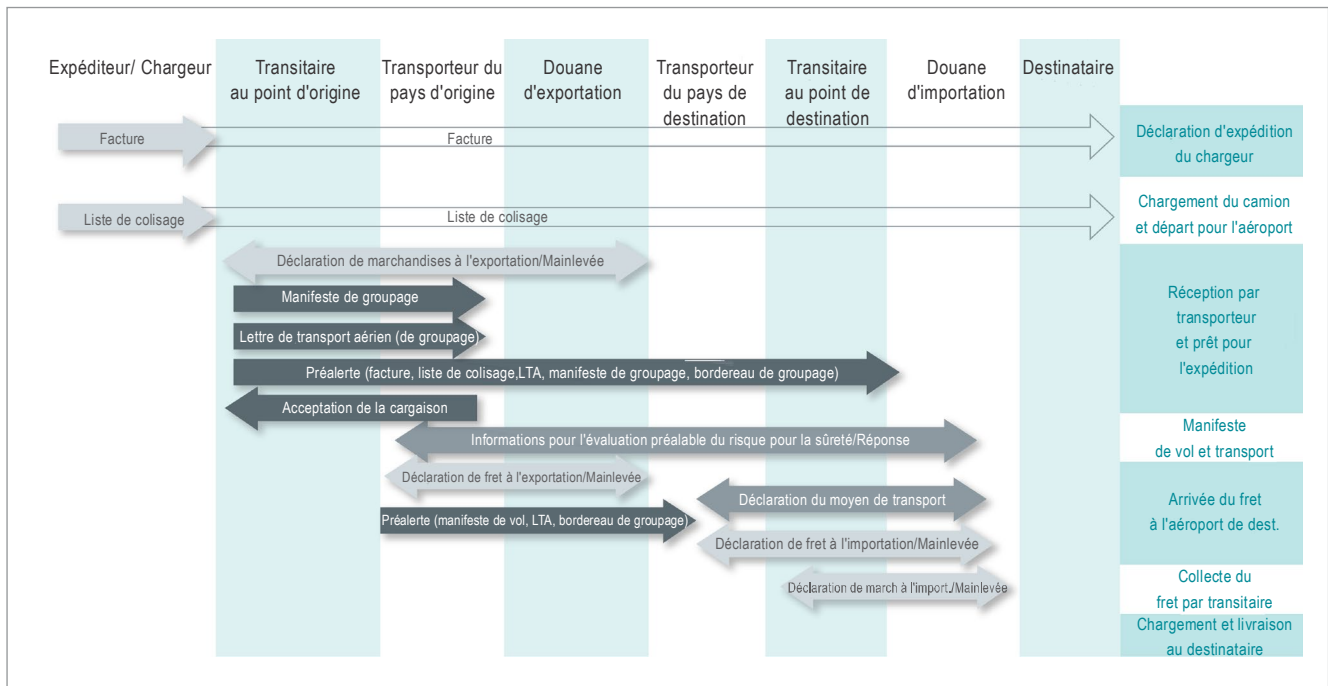 Expéditeur/ Chargeur
Transitaire
au point d'origine
Transporteur du
pays d'origine
Douane
d'exportation
Transporteur
du pays de
destination
Transitaire
au point de
destination
Douane
d'importation
Destinataire
Facture
Facture
Déclaration d'expédition
du chargeur
Liste de colisage
Liste de colisage
Chargement du camion
et départ pour l'aéroport
Déclaration de marchandises à l'exportation/Mainlevée
Manifeste de groupage
Lettre de transport aérien (de groupage)
Préalerte (facture, liste de colisage,LTA, manifeste de groupage, bordereau de groupage)
Acceptation de la cargaison
Réception par
transporteur
et prêt pour
l'expédition
Informations pour l'évaluation préalable du risque pour la sûreté/Réponse
Manifeste
de vol et transport
Déclaration de fret à l'exportation/Mainlevée
Déclaration du moyen de transport
Préalerte (manifeste de vol, LTA, bordereau de groupage)
Déclaration de fret à l'importation/Mainlevée
Arrivée du fret
à l'aéroport de dest.
Déclaration de march à l'import./Mainlevée
Collecte du
fret par transitaire
Chargement et livraison
au destinataire